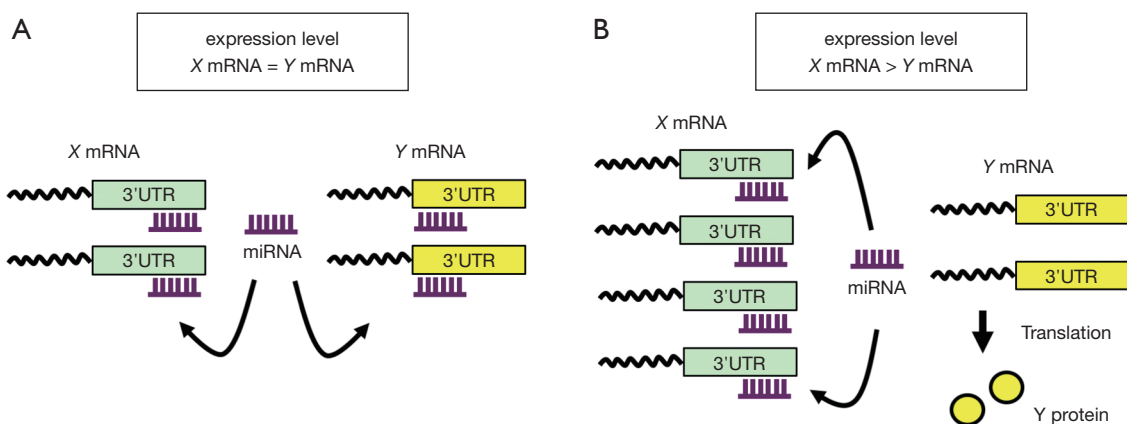 A
expression level
X mRNA = Y mRNA
X mRNA
Y mRNA
3'UTR
3'UTR
miRNA
3'UTR
3'UTR
B
expression level
X mRNA > Y mRNA
X mRNA
3'UTR
3'UTR
3'UTR
3'UTR
miRNA
Y mRNA
3'UTR
3'UTR
Translation
Y protein